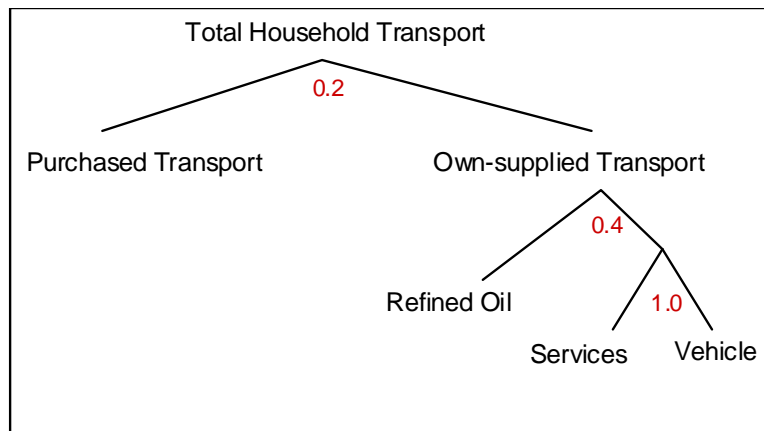 Total Household Transport
0.2
Purchased Transport
Own-supplied Transport
0.4
Refined Oil
1.0
Services
Vehicle